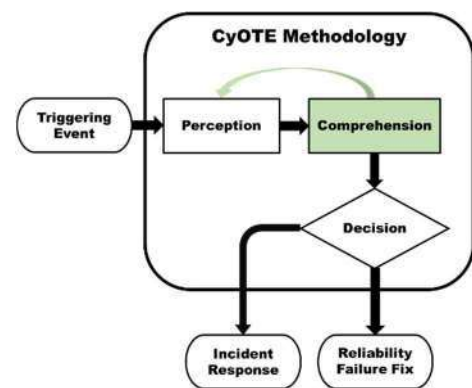 CyOTE Methodology
Triggering
Event
Perception
Comprehension
Decision
Incident
Response
Reliability
Failure Fix